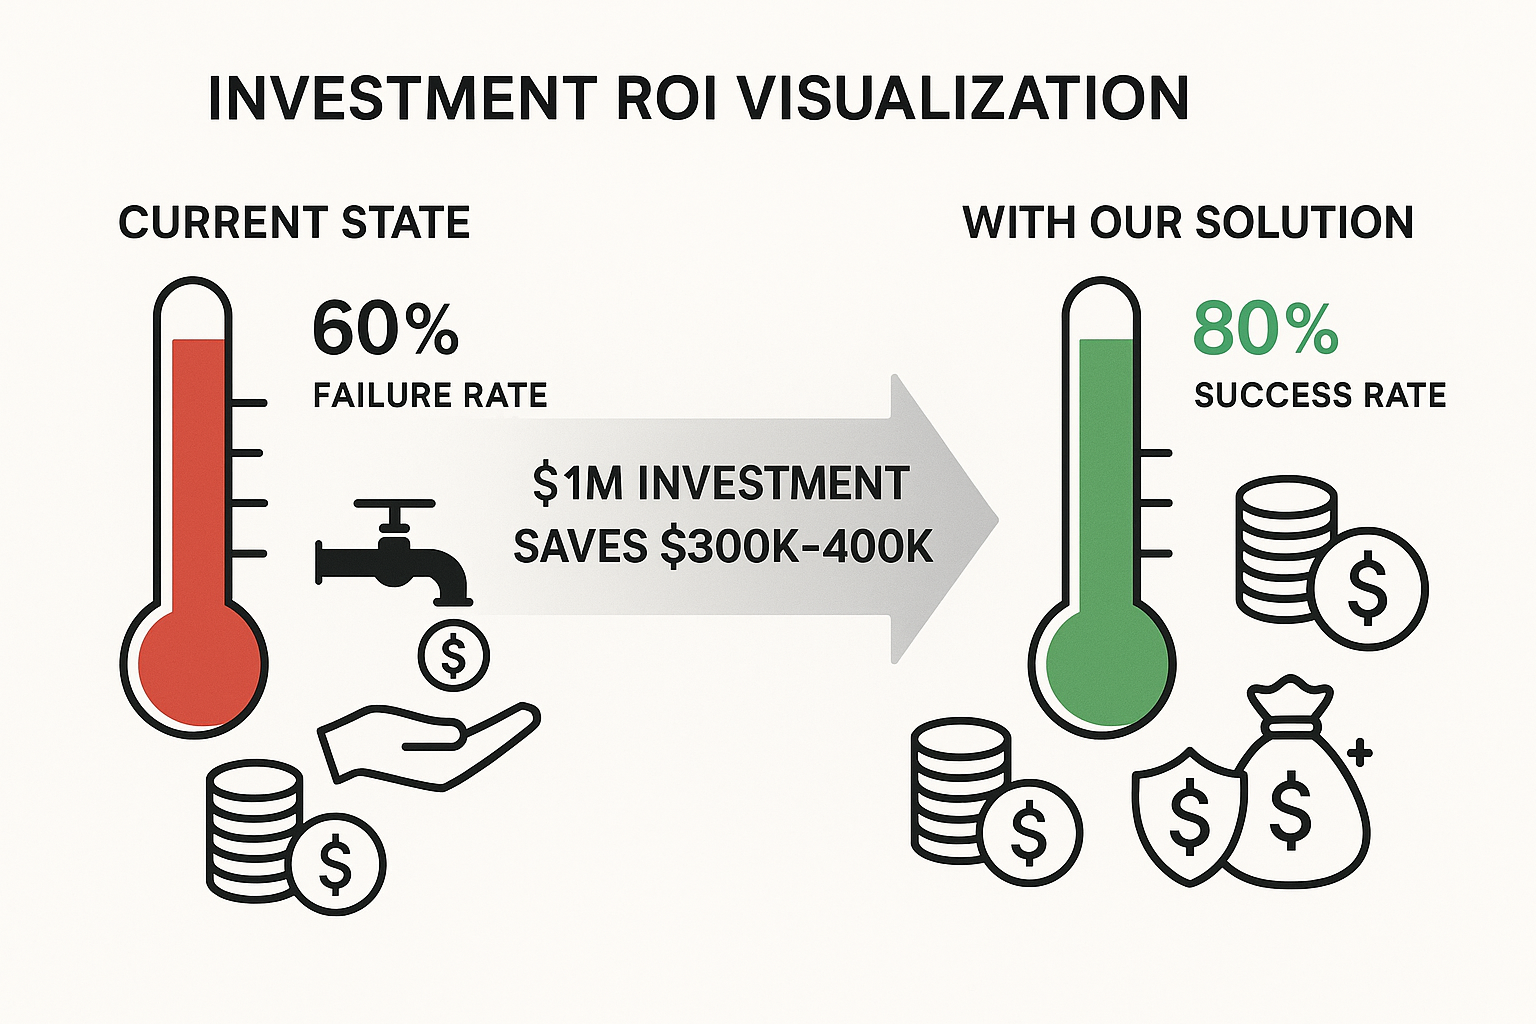 INVESTMENT ROI VISUALIZATION
CURRENT STATE
60%
FAILURE RATE
$1M INVESTMENT
SAVES $300K-400K
WITH OUR SOLUTION
80%
SUCCESS RATE
$
$
$
$
$
$